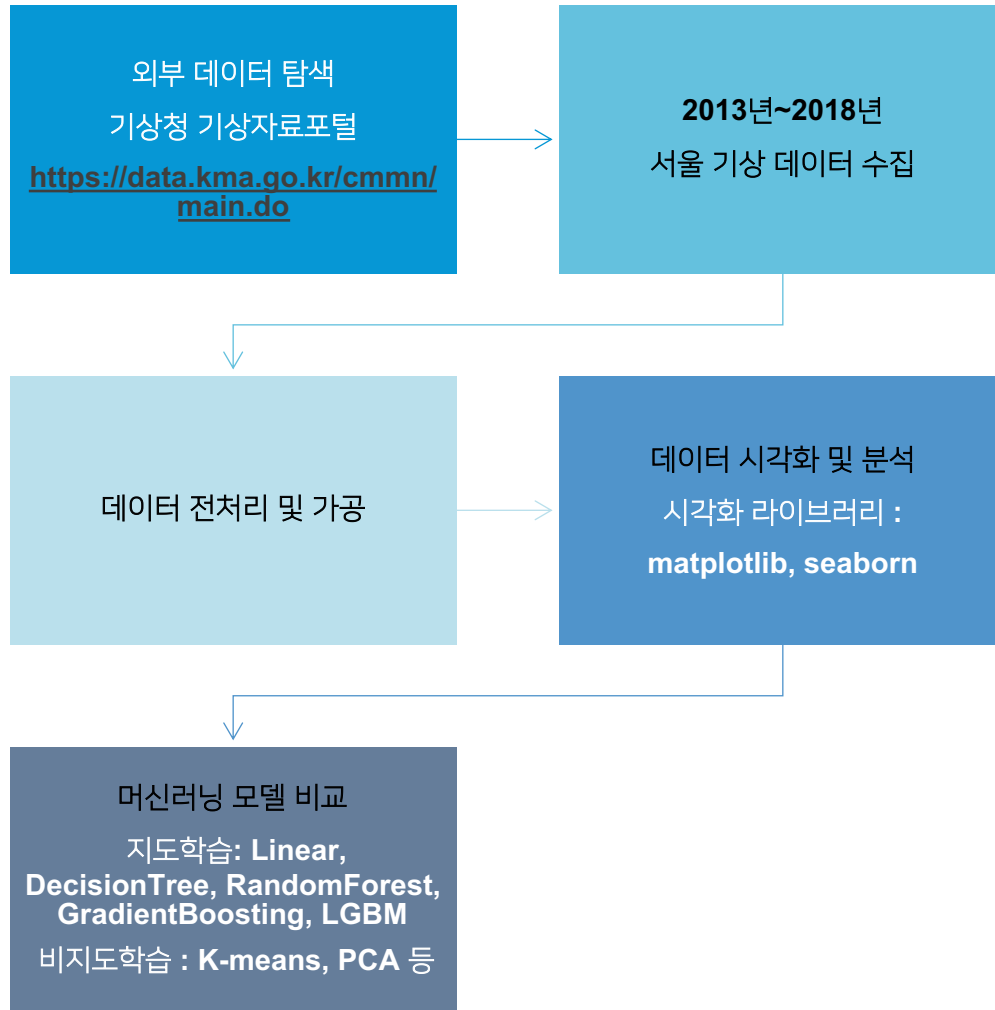 외부 데이터 탐색
기상청 기상자료포털
https://data.kma.go.kr/cmmn/
main.do
2013년~2018년
서울 기상 데이터 수집
데이터 전처리 및 가공
데이터 시각화 및 분석
시각화 라이브러리 :
matplotlib, seaborn
머신러닝 모델 비교
지도학습: Linear,
DecisionTree, RandomForest,
GradientBoosting, LGBM
비지도학습 : K-means, PCA 등